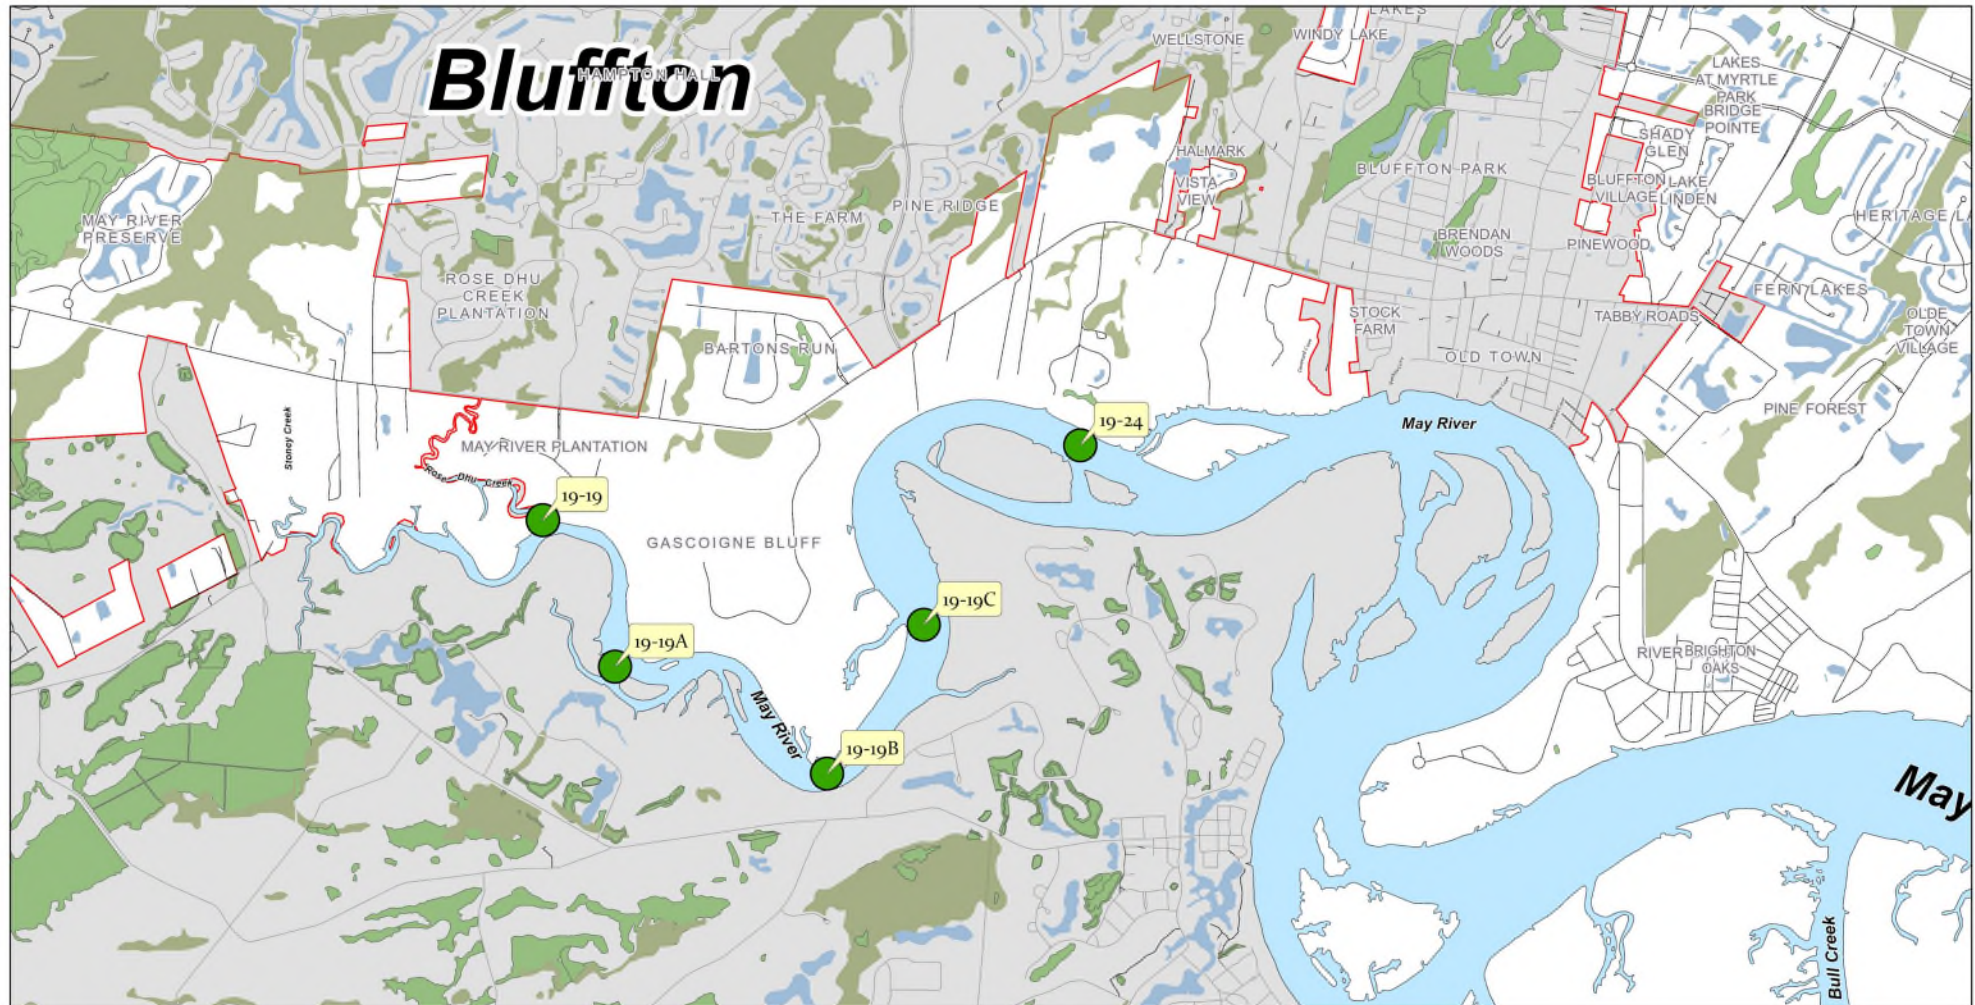 LAKES
WELLSTONE
WINDY LAKE
Bluffton
HAMPTON HALL
LAKES
AT MYRTLE
PARK
BRIDGE
POINTE
SHADY
GLEN
HALMARK
BLUFFTON PARK
VISTA
VIEW
BLUFFTON
VILLAGE
LAKE
LINDEN
MAY RIVER
PRESERVE
THE FARM
PINE RIDGE
HERITAGE LA
BRENDAN
WOODS
PINEWOOD
ROSE DHU
CREEK
PLANTATION
FERN LAKES
STOCK
FARM
TABBY ROADS
OLDE
TOWN
VILLAGE
BARTONS RUN
OLD TOWN
PINE FOREST
Stoney Creek
May River
19-24
MAY RIVER PLANTATION
Rose Dhu Creek
19-19
GASCOIGNE BLUFF
19-19C
19-19A
RIVER
BRIGHTON
OAKS
May River
19-19B
May
Bull Creek